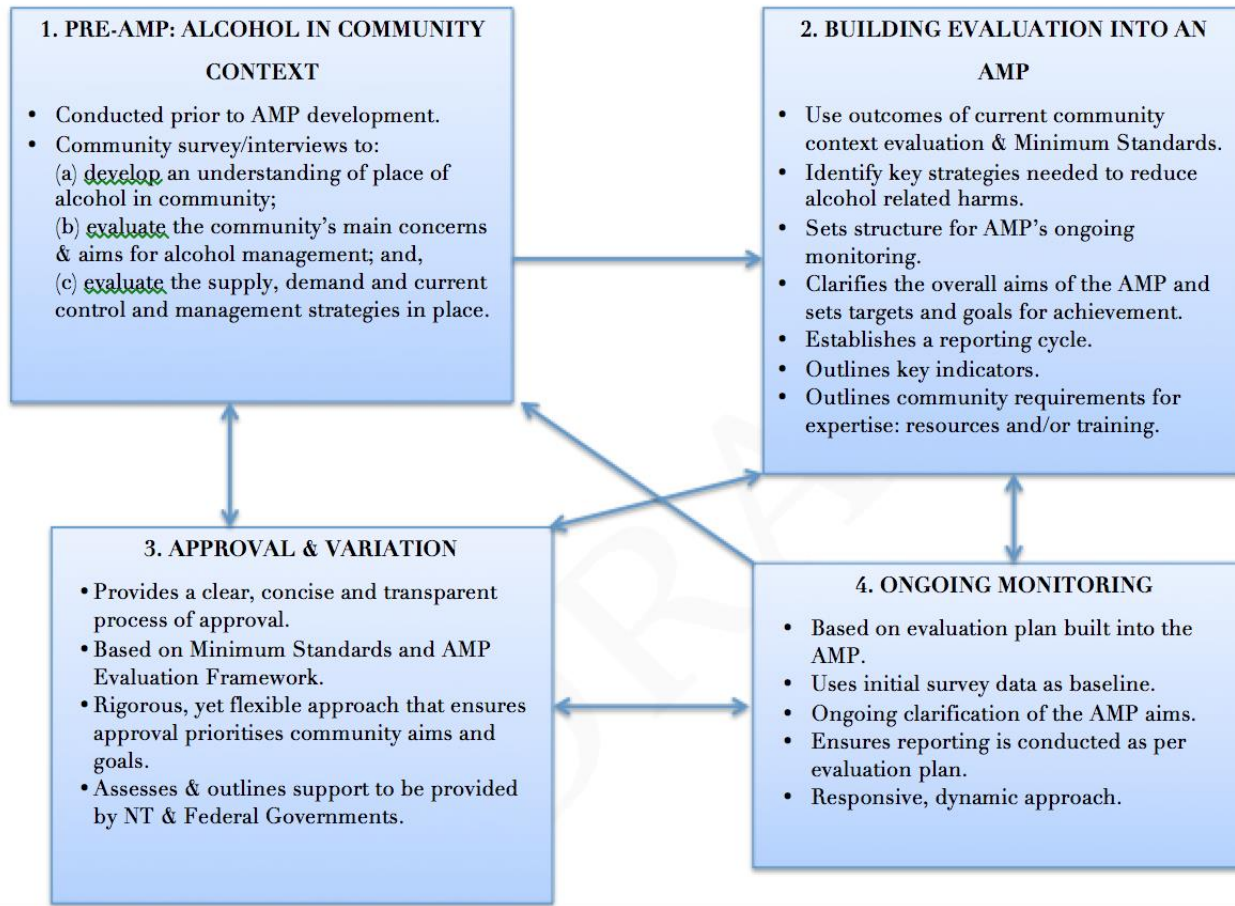 1. PRE-AMP: ALCOHOL IN COMMUNITY
CONTEXT
• Conducted prior to AMP development.
• Community survey/interviews to:
(a) develop an understanding of place of
alcohol in community;
(b) evaluate the community's main concerns
& aims for alcohol management; and,
(c) evaluate the supply, demand and current
control and management strategies in place.
2. BUILDING EVALUATION INTO AN
AMP
• Use outcomes of current community
context evaluation & Minimum Standards.
• Identify key strategies needed to reduce
alcohol related harms.
• Sets structure for AMP's ongoing
monitoring.
• Clarifies the overall aims of the AMP and
sets targets and goals for achievement.
• Establishes a reporting cycle.
• Outlines key indicators.
• Outlines community requirements for
expertise: resources and/or training.
3. APPROVAL & VARIATION
• Provides a clear, concise and transparent
process of approval.
• Based on Minimum Standards and AMP
Evaluation Framework.
• Rigorous, yet flexible approach that ensures
approval prioritises community aims and
goals.
• Assesses & outlines support to be provided
by NT & Federal Governments.
4. ONGOING MONITORING
• Based on evaluation plan built into the
AMP.
• Uses initial survey data as baseline.
• Ongoing clarification of the AMP aims.
• Ensures reporting is conducted as per
evaluation plan.
• Responsive, dynamic approach.